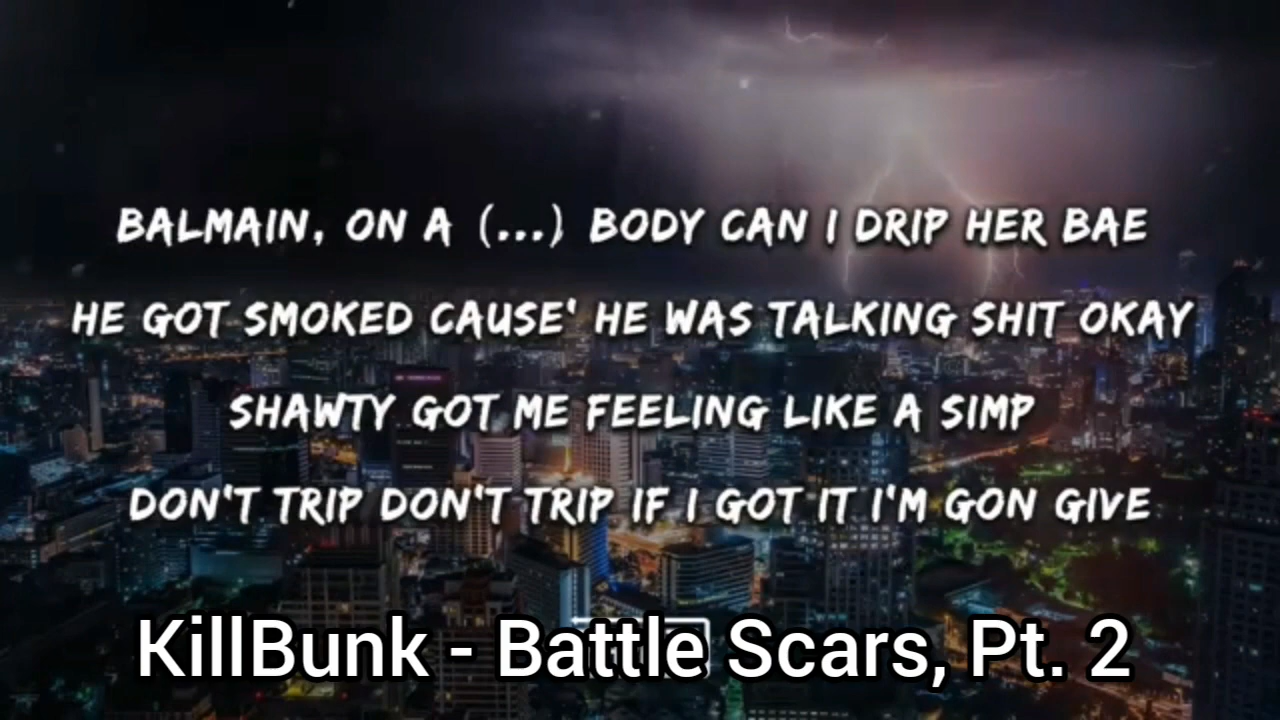 BALMAIN, ON A (...) BODY CAN I DRIP HER BAE
HE GOT SMOKED CAUSE' HE WAS TALKING SHIT OKAY
SHAWTY GOT ME FEELING LIKE A SIMP
DON'T TRIP DON'T TRIP IF I GOT IT I'M GON GIVE
KillBunk - Battle Scars, Pt. 2